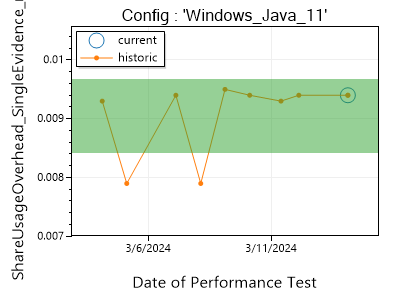 Config : 'Windows_Java_11'
current
historic
0.01
0.009
0.008
0.007
ShareUsageOverhead_SingleEvidence_
3/6/2024
3/11/2024
Date of Performance Test